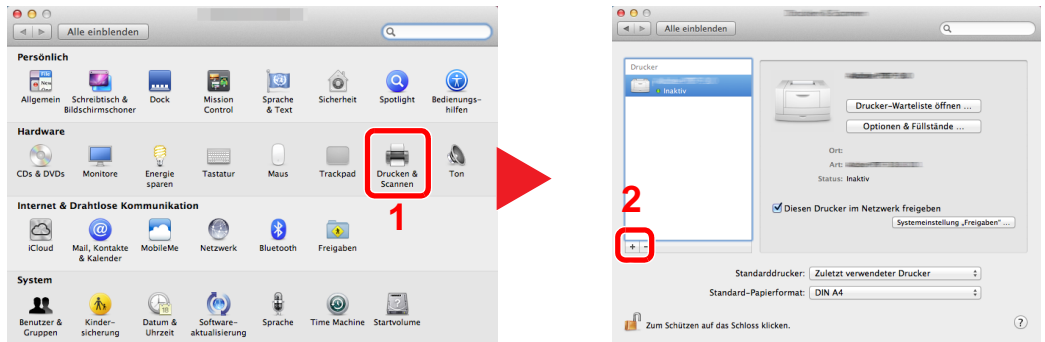 Alle einblenden
Persönlich
Allgemein
Schreibtisch & Bildschirmschoner
Dock
Mission Control
Sprache & Text
Sicherheit
Spotlight
Bedienungs-
hilfen
Hardware
CDs & DVDs
Monitore
Energie sparen
Tastatur
Maus
Trackpad
Drucken & Scannen
Ton
1
Internet & Drahtlose Kommunikation
iCloud
Mail, Kontakte & Kalender
MobileMe
Netzwerk
Bluetooth
Freigaben
System
Benutzer & Gruppen
Kinder-
sicherung
Datum & Uhrzeit
Software-
aktualisierung
Sprache
Time Machine
Startvolume
Alle einblenden
Drucker
Inaktiv
Drucker-Warteliste öffnen ...
Optionen & Füllstände ...
Ort:
Art:
Status: Inaktiv
2
Diesen Drucker im Netzwerk freigeben
Systemeinstellung „Freigeben“ ...
+ -
Standarddrucker: Zuletzt verwendeter Drucker
Standard-Papierformat: DIN A4
Zum Schützen auf das Schloss klicken.
?